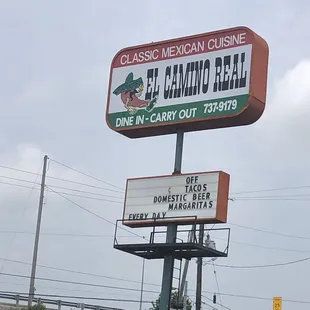 CLASSIC MEXICAN CUISINE
EL CAMINO REAL
DINE IN - CARRY OUT 737-9179
OFF
TACOS
DOMESTIC BEER
MARGARITAS
EVERY DAY